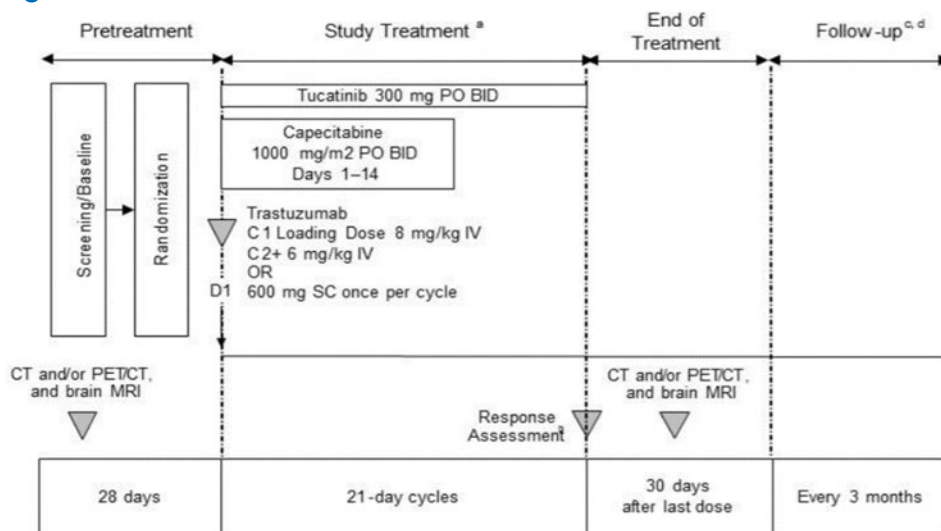 Pretreatment
Study Treatment a
End of
Treatment
Follow-up c, d
Tucatinib 300 mg PO BID
Capecitabine
1000 mg/m2 PO BID
Days 1–14
Screening/Baseline
Randomization
Trastuzumab
C1 Loading Dose 8 mg/kg IV
C2+ 6 mg/kg IV
OR
600 mg SC once per cycle
D1
CT and/or PET/CT,
and brain MRI
Response
Assessment
CT and/or PET/CT,
and brain MRI
28 days
21-day cycles
30 days
after last dose
Every 3 months